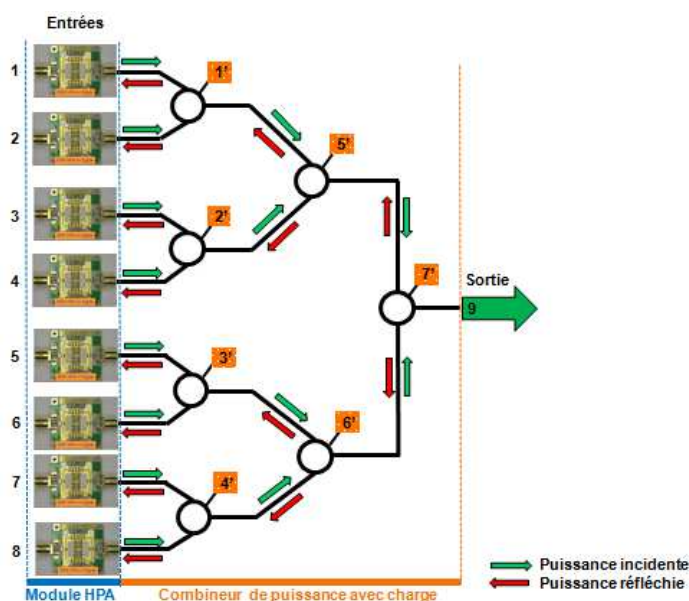 Entrées
1
1'
2
5'
3
2'
4
7'
Sortie
9
5
3'
6
6'
7
4'
8
Puissance incidente
Puissance réfléchie
Module HPA
Combineur de puissance avec charge